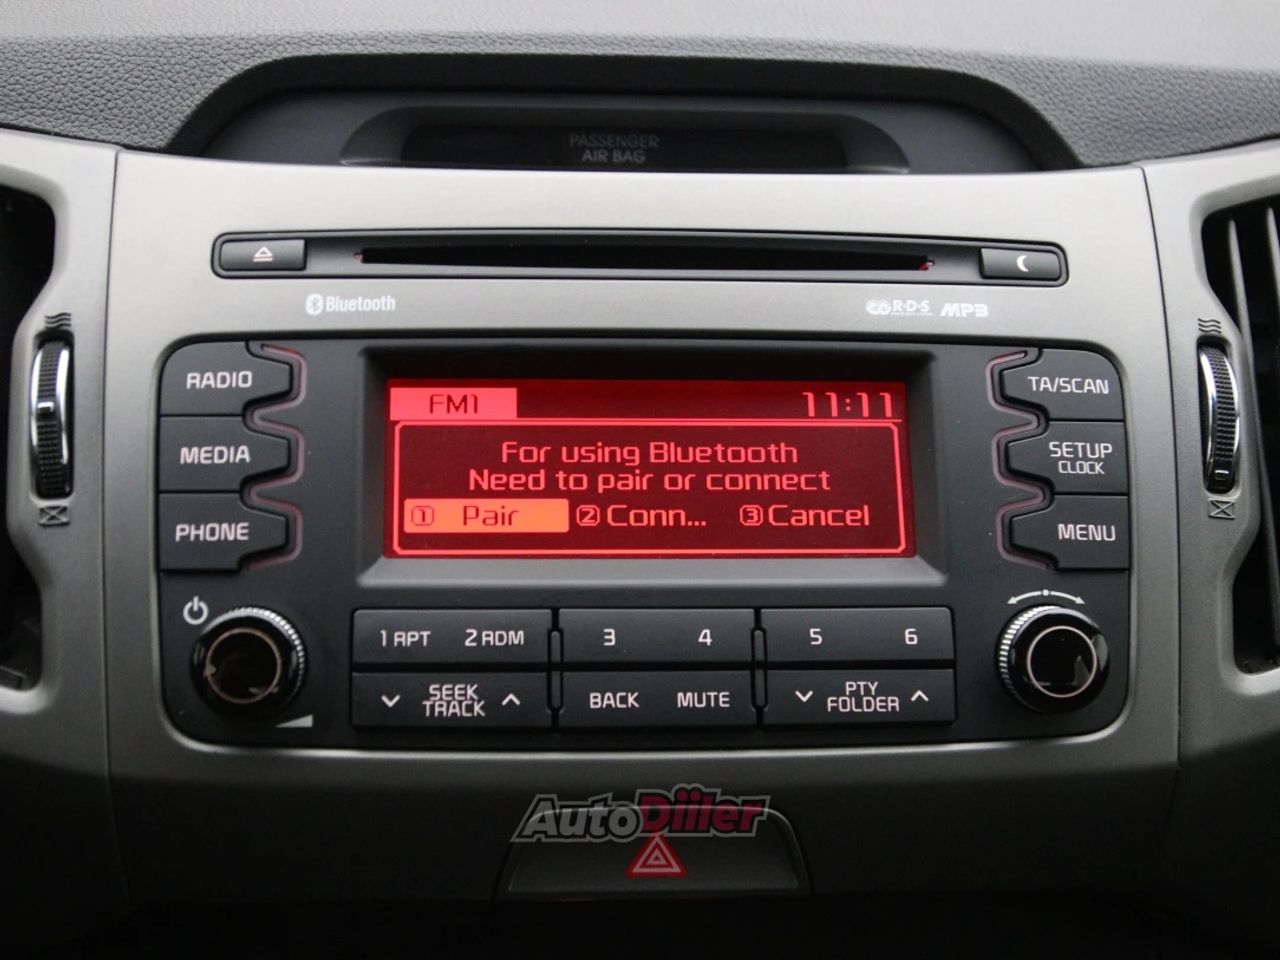 PASSENGER
AIR BAG
Bluetooth
R·D·S
MP3
RADIO
MEDIA
PHONE
FM1
11:11
For using Bluetooth
Need to pair or connect
1 Pair
2 Conn...
3 Cancel
TA/SCAN
SETUP
CLOCK
MENU
1 RPT
2 RDM
3
4
5
6
SEEK
TRACK
BACK
MUTE
PTY
FOLDER
AutoDiiler